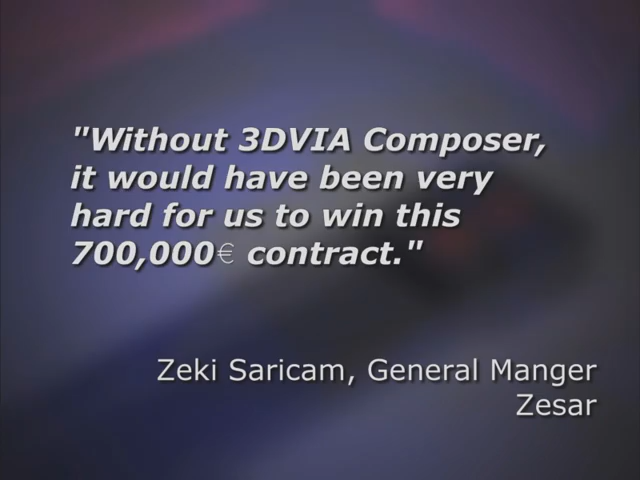 "Without 3DVIA Composer,
it would have been very
hard for us to win this
700,000€ contract."
Zeki Saricam, General Manger
Zesar